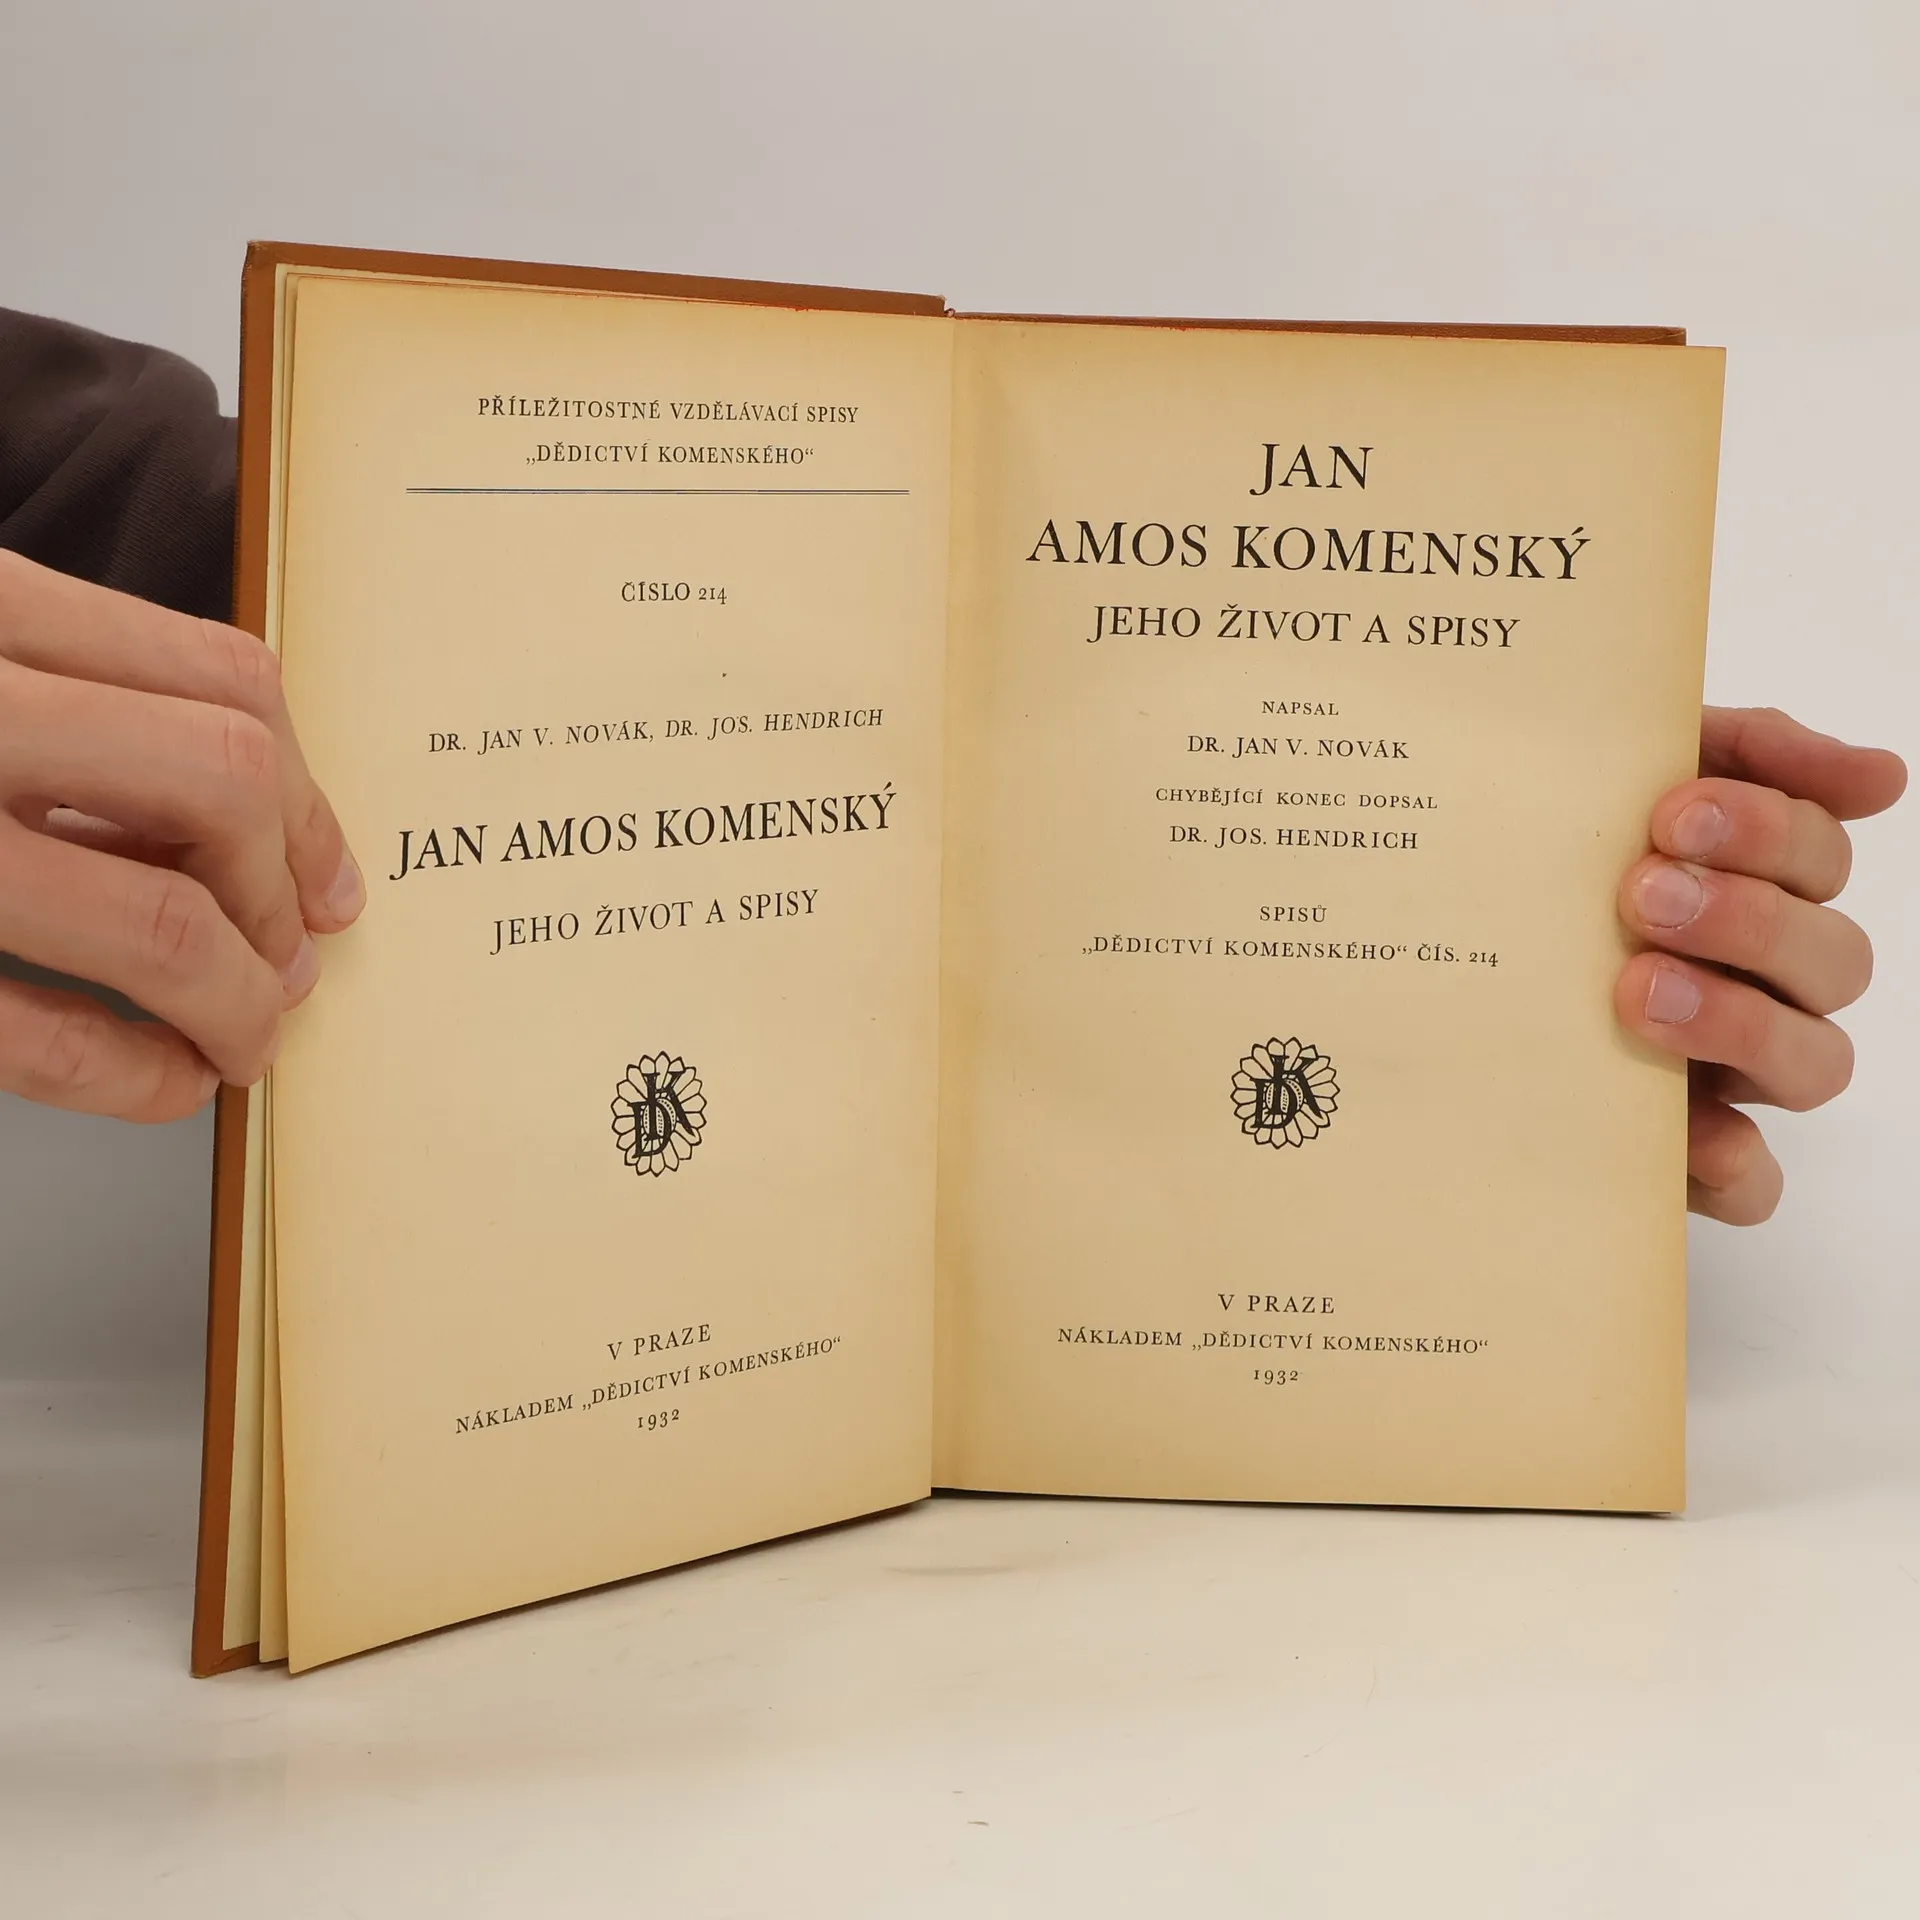 PŘÍLEŽITOSTNÉ VZDĚLÁVACÍ SPISY
„DĚDICTVÍ KOMENSKÉHO“
ČÍSLO 214
DR. JAN V. NOVÁK, DR. JOS. HENDRICH
JAN AMOS KOMENSKÝ
JEHO ŽIVOT A SPISY
DK
V PRAZE
NÁKLADEM „DĚDICTVÍ KOMENSKÉHO“
1932
JAN
AMOS KOMENSKÝ
JEHO ŽIVOT A SPISY
NAPSAL
DR. JAN V. NOVÁK
CHYBĚJÍCÍ KONEC DOPSAL
DR. JOS. HENDRICH
SPISŮ
„DĚDICTVÍ KOMENSKÉHO“ ČÍS. 214
DK
V PRAZE
NÁKLADEM „DĚDICTVÍ KOMENSKÉHO“
1932